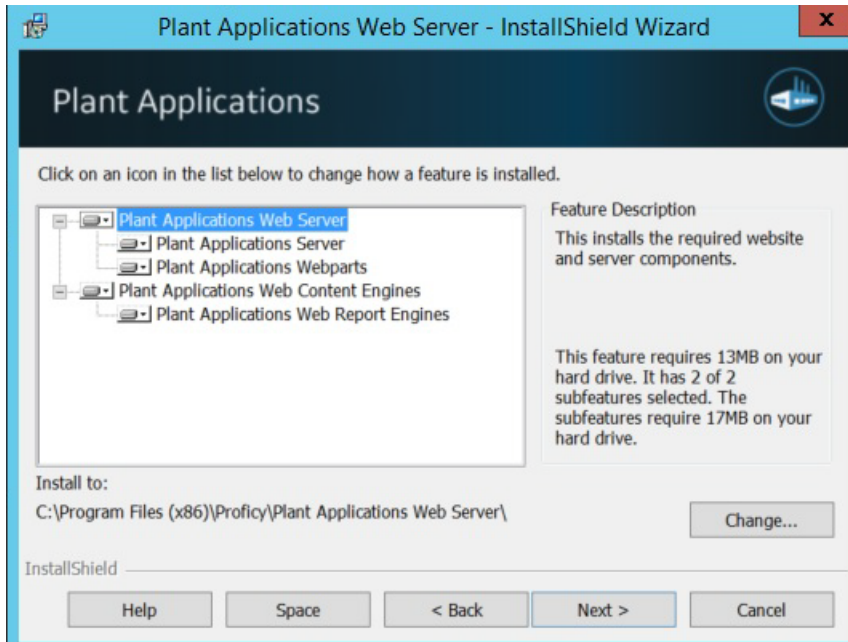 Plant Applications Web Server - InstallShield Wizard
x
Plant Applications
Click on an icon in the list below to change how a feature is installed.
Plant Applications Web Server
Plant Applications Server
Plant Applications Webparts
Plant Applications Web Content Engines
Plant Applications Web Report Engines
Feature Description
This installs the required website
and server components.
This feature requires 13MB on your
hard drive. It has 2 of 2
subfeatures selected. The
subfeatures require 17MB on your
hard drive.
Install to:
C:\Program Files (x86)\Proficy\Plant Applications Web Server\
Change...
InstallShield
Help
Space
< Back
Next >
Cancel